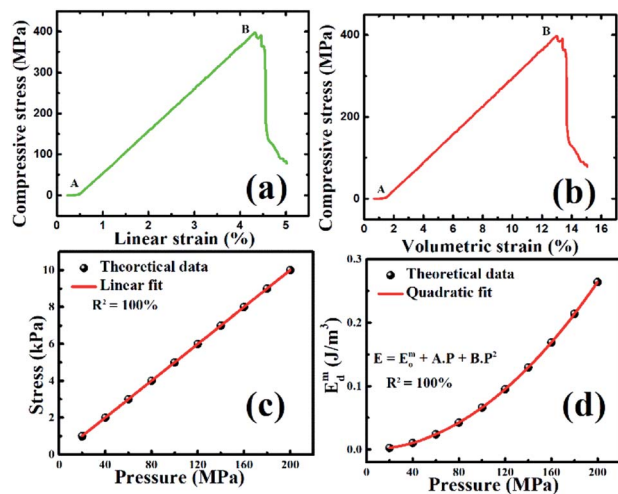 400
300
200
100
0
Compressive stress (MPa)
A
B
(a)
0 1 2 3 4 5
Linear strain (%)
400
200
0
Compressive stress (MPa)
A
B
(b)
0 2 4 6 8 10 12 14 16
Volumetric strain (%)
10
8
6
4
2
0
Stress (kPa)
Theoretical data
Linear fit
R² = 100%
(c)
0 40 80 120 160 200
Pressure (MPa)
0.3
0.2
0.1
0.0
E_d^m (J/m³)
Theoretical data
Quadratic fit
E = E_o^m + A.P + B.P²
R² = 100%
(d)
0 40 80 120 160 200
Pressure (MPa)